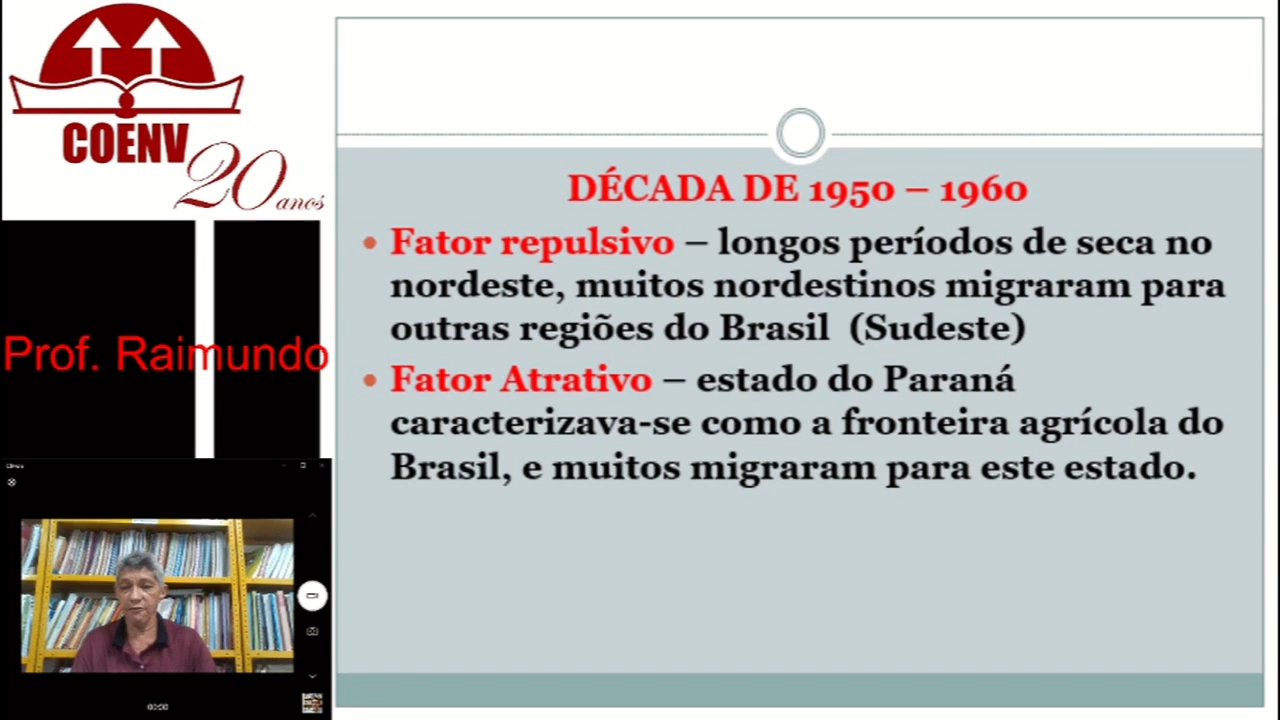 COENV
20 anos
Prof. Raimundo
DÉCADA DE 1950 – 1960
• Fator repulsivo – longos períodos de seca no
nordeste, muitos nordestinos migraram para
outras regiões do Brasil (Sudeste)
• Fator Atrativo – estado do Paraná
caracterizava-se como a fronteira agrícola do
Brasil, e muitos migraram para este estado.
00:00